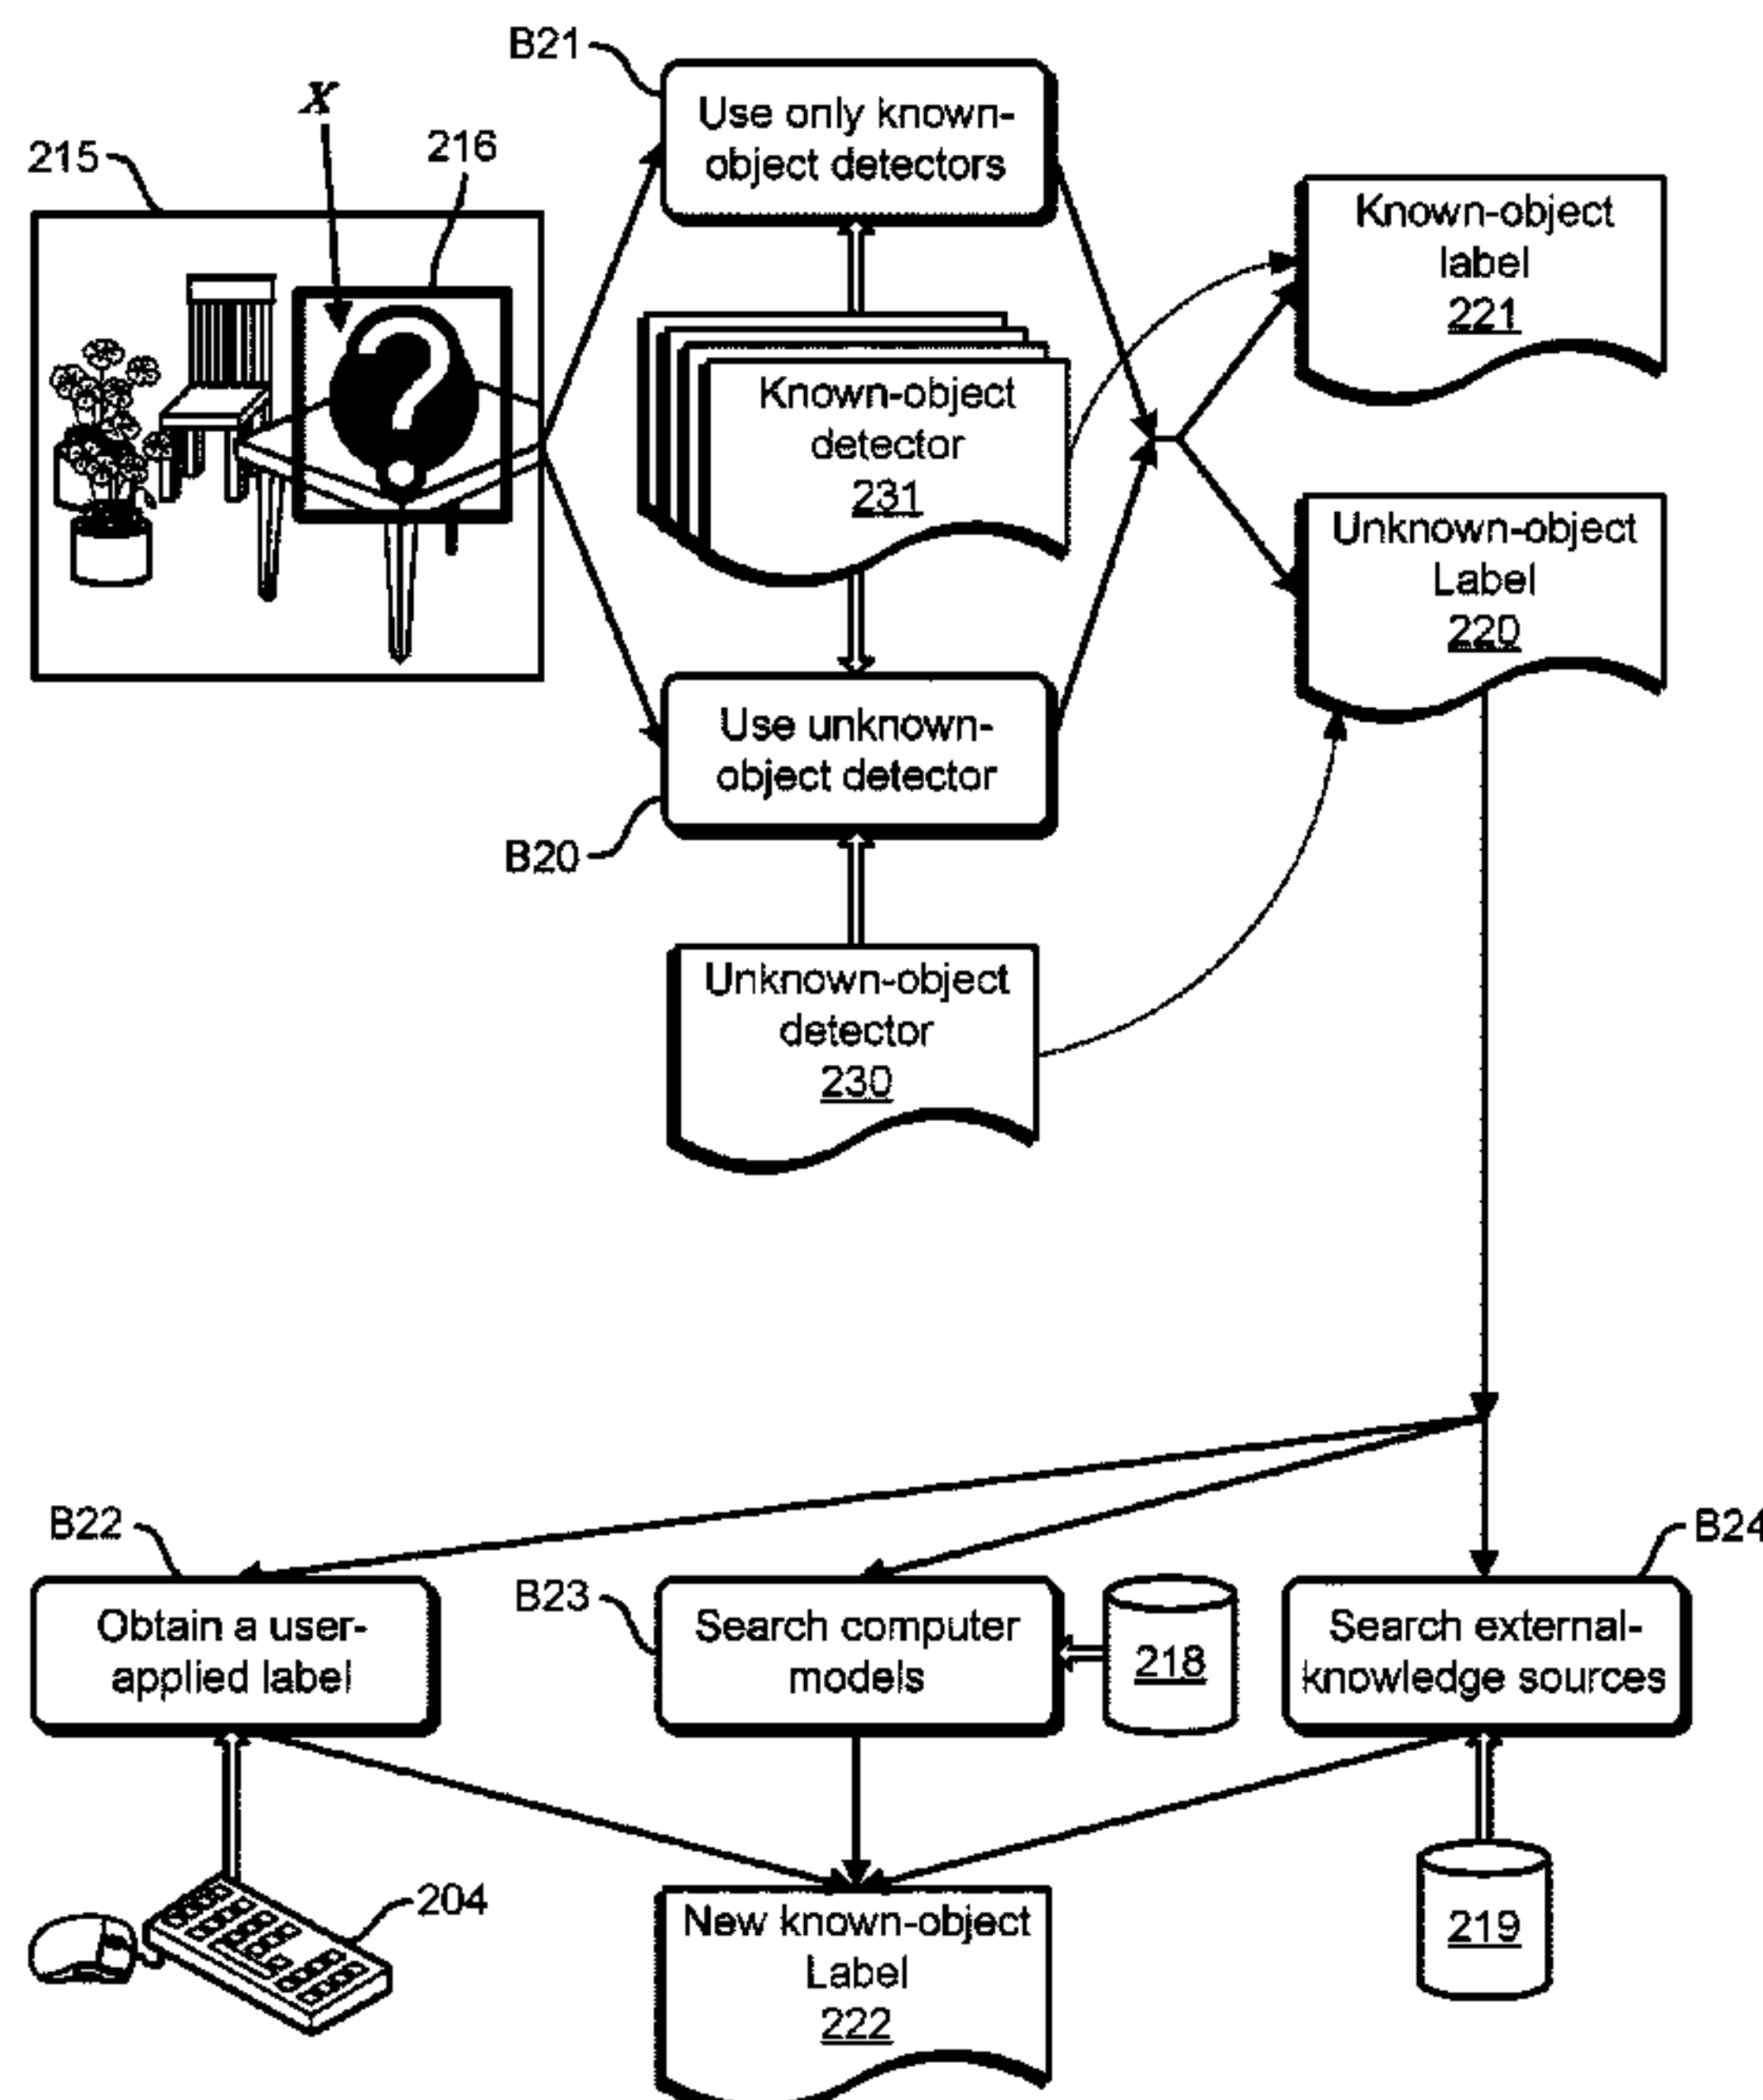 B21
Use only known-
object detectors
X
216
215
?
Known-object
label
221
Known-object
detector
231
Unknown-object
Label
220
Use unknown-
object detector
B20
Unknown-object
detector
230
B22
B23
B24
Obtain a user-
applied label
Search computer
models
218
Search external-
knowledge sources
204
New known-object
Label
222
219